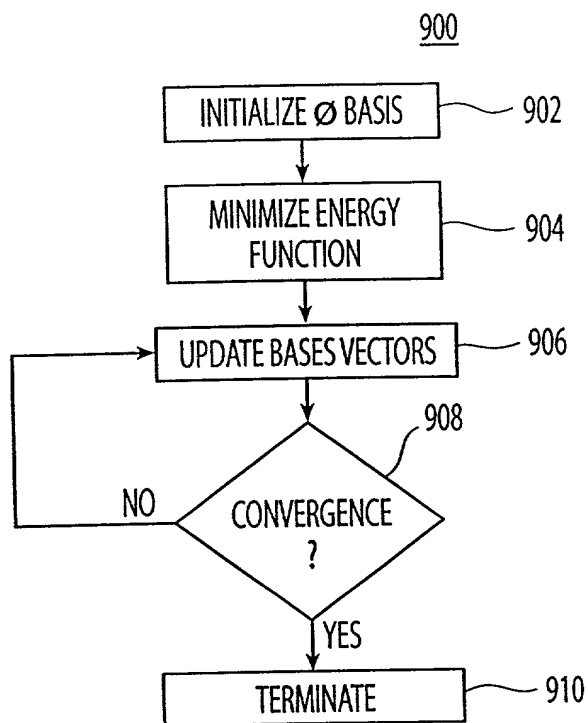 900
INITIALIZE Ø BASIS
902
MINIMIZE ENERGY
FUNCTION
904
UPDATE BASES VECTORS
906
908
CONVERGENCE
?
NO
YES
TERMINATE
910